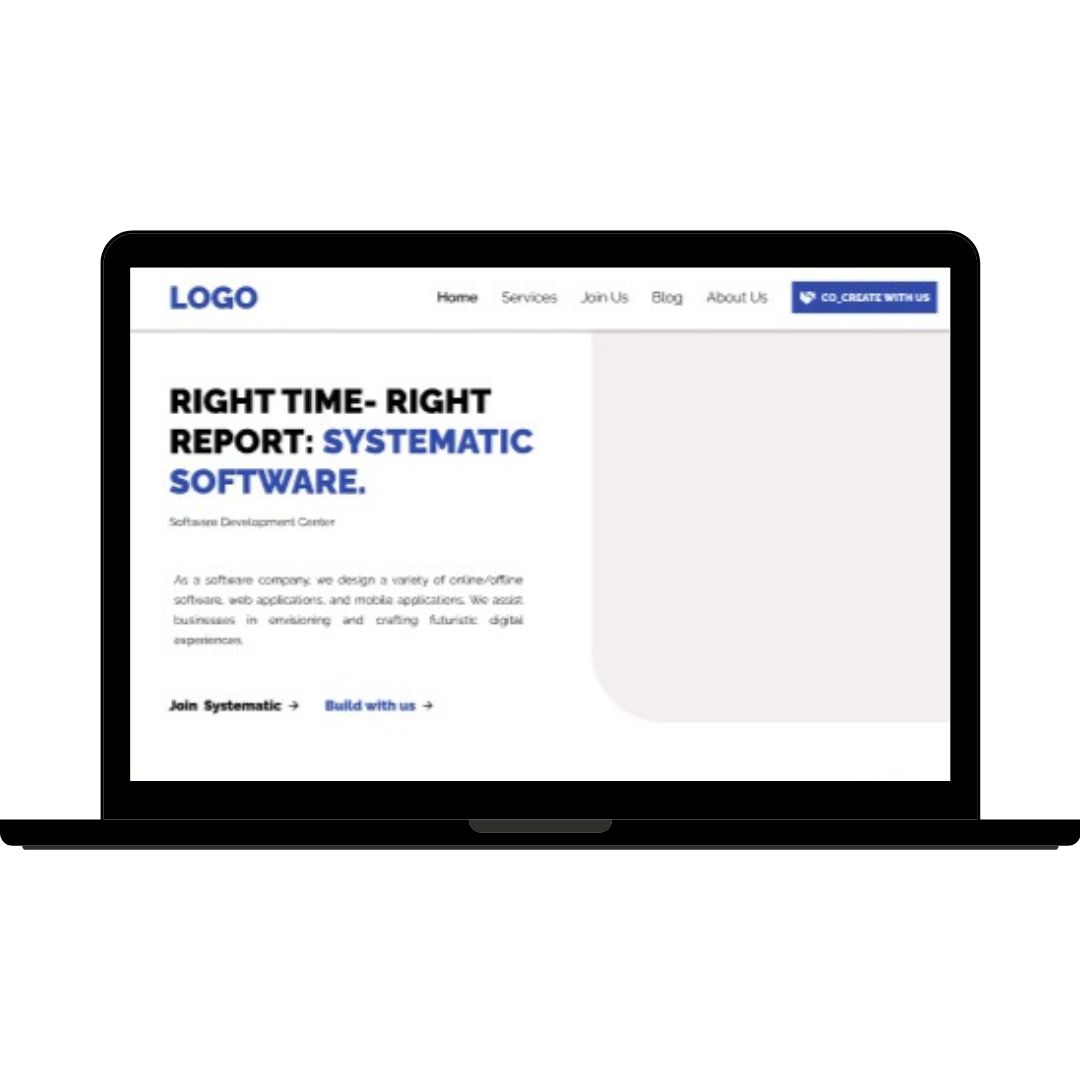 LOGO
Home Services Join Us Blog About Us CO_CREATE WITH US
RIGHT TIME- RIGHT
REPORT: SYSTEMATIC
SOFTWARE.
Software Development Center
As a software company, we design a variety of online/offline
software, web applications, and mobile applications. We assist
businesses in envisioning and crafting futuristic digital
experiences.
Join Systematic → Build with us →